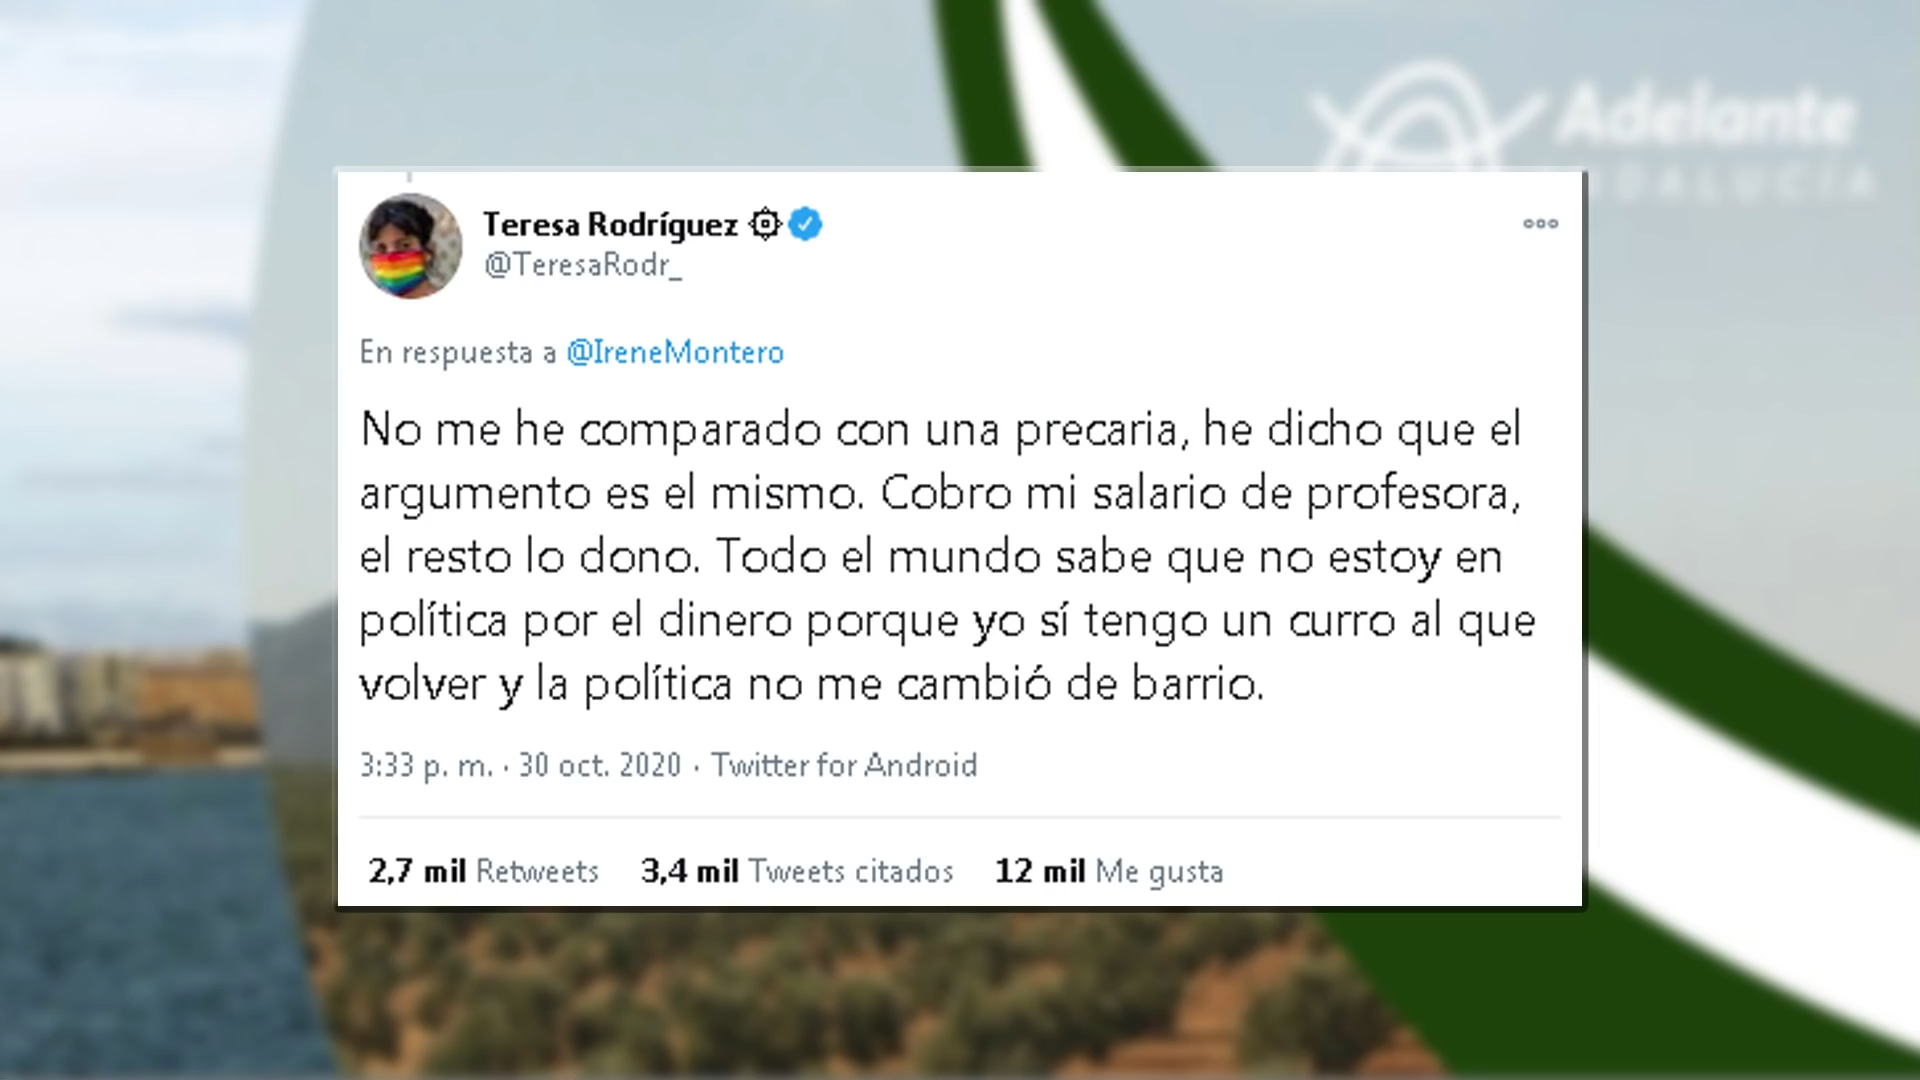 Adelante
ANDALUCÍA
Teresa Rodríguez
@TeresaRodr_
En respuesta a @IreneMontero
No me he comparado con una precaria, he dicho que el
argumento es el mismo. Cobro mi salario de profesora,
el resto lo dono. Todo el mundo sabe que no estoy en
política por el dinero porque yo sí tengo un curro al que
volver y la política no me cambió de barrio.
3:33 p. m. · 30 oct. 2020 · Twitter for Android
2,7 mil Retweets 3,4 mil Tweets citados 12 mil Me gusta